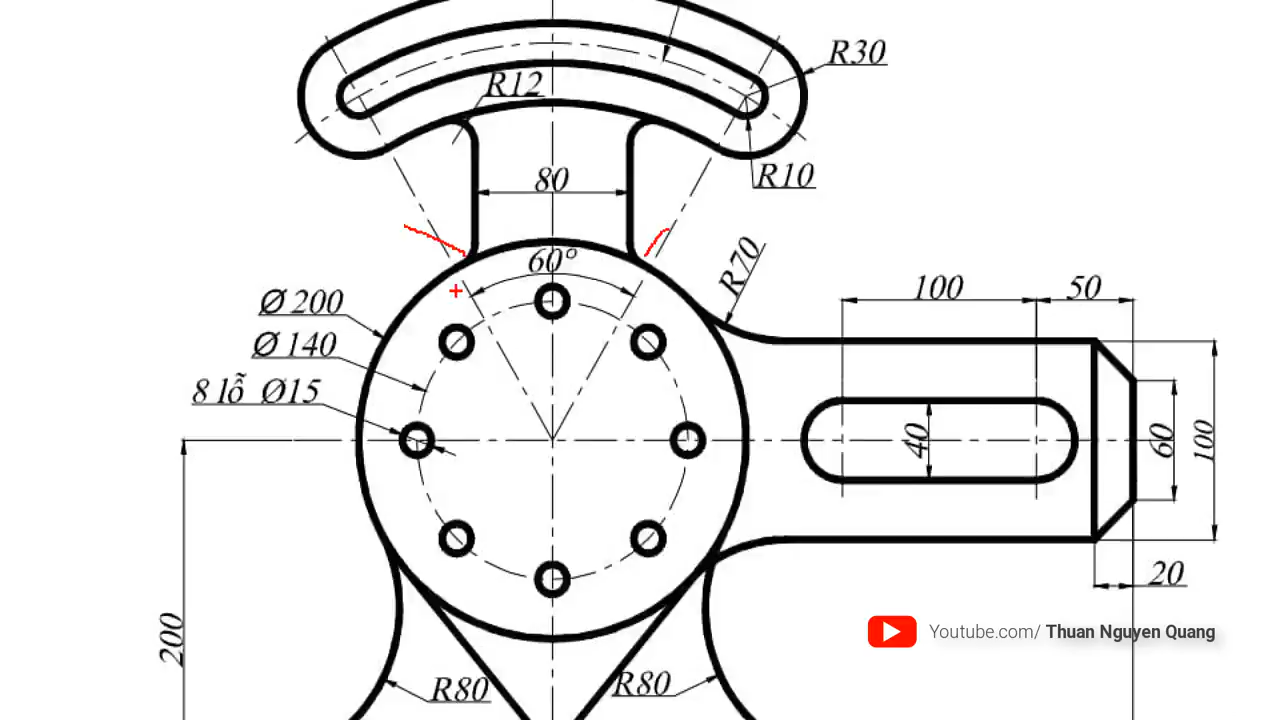 R30
R12
R10
80
60°
R70
Ø 200
Ø 140
8 lỗ Ø15
100
50
40
60
100
20
200
R80
R80
Youtube.com/ Thuan Nguyen Quang